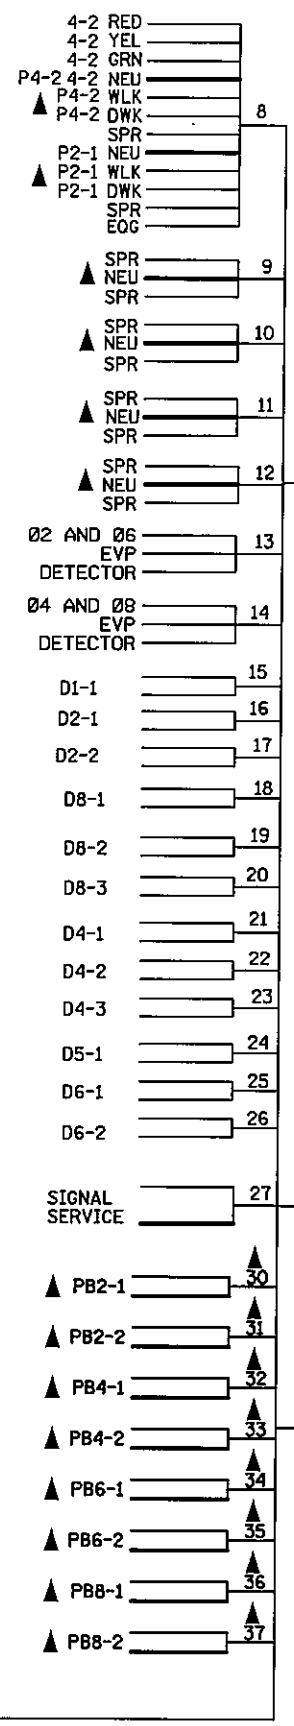 4-2 RED
4-2 YEL
4-2 GRN
P4-2 4-2 NEU
P4-2 WLK
P4-2 DWK
SPR
P2-1 NEU
P2-1 WLK
P2-1 DWK
SPR
EQG
8
SPR
NEU
SPR
9
SPR
NEU
SPR
10
SPR
NEU
SPR
11
SPR
NEU
SPR
12
Ø2 AND Ø6
EVP
DETECTOR
13
Ø4 AND Ø8
EVP
DETECTOR
14
D1-1 15
D2-1 16
D2-2 17
D8-1 18
D8-2 19
D8-3 20
D4-1 21
D4-2 22
D4-3 23
D5-1 24
D6-1 25
D6-2 26
SIGNAL
SERVICE
27
PB2-1 30
PB2-2 31
PB4-1 32
PB4-2 33
PB6-1 34
PB6-2 35
PB8-1 36
PB8-2 37